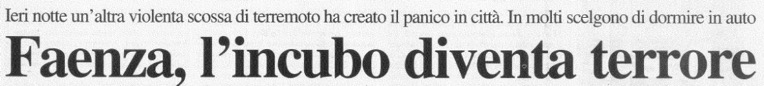 Ieri notte un'altra violenta scossa di terremoto ha creato il panico in città. In molti scelgono di dormire in auto
Faenza, l'incubo diventa terrore